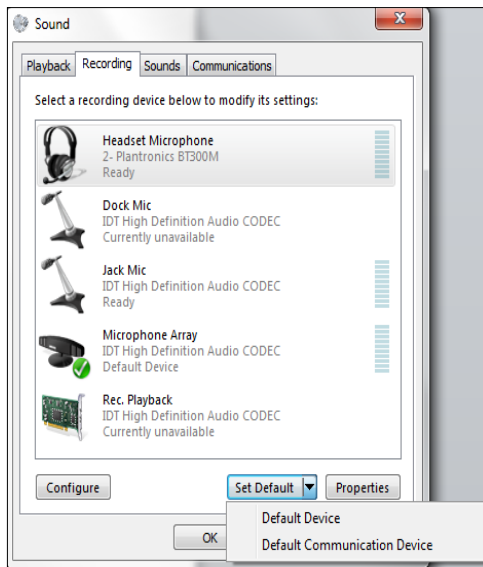 Sound
Playback Recording Sounds Communications
Select a recording device below to modify its settings:
Headset Microphone
2- Plantronics BT300M
Ready
Dock Mic
IDT High Definition Audio CODEC
Currently unavailable
Jack Mic
IDT High Definition Audio CODEC
Ready
Microphone Array
IDT High Definition Audio CODEC
Default Device
Rec. Playback
IDT High Definition Audio CODEC
Currently unavailable
Configure Set Default Properties
OK
Default Device
Default Communication Device